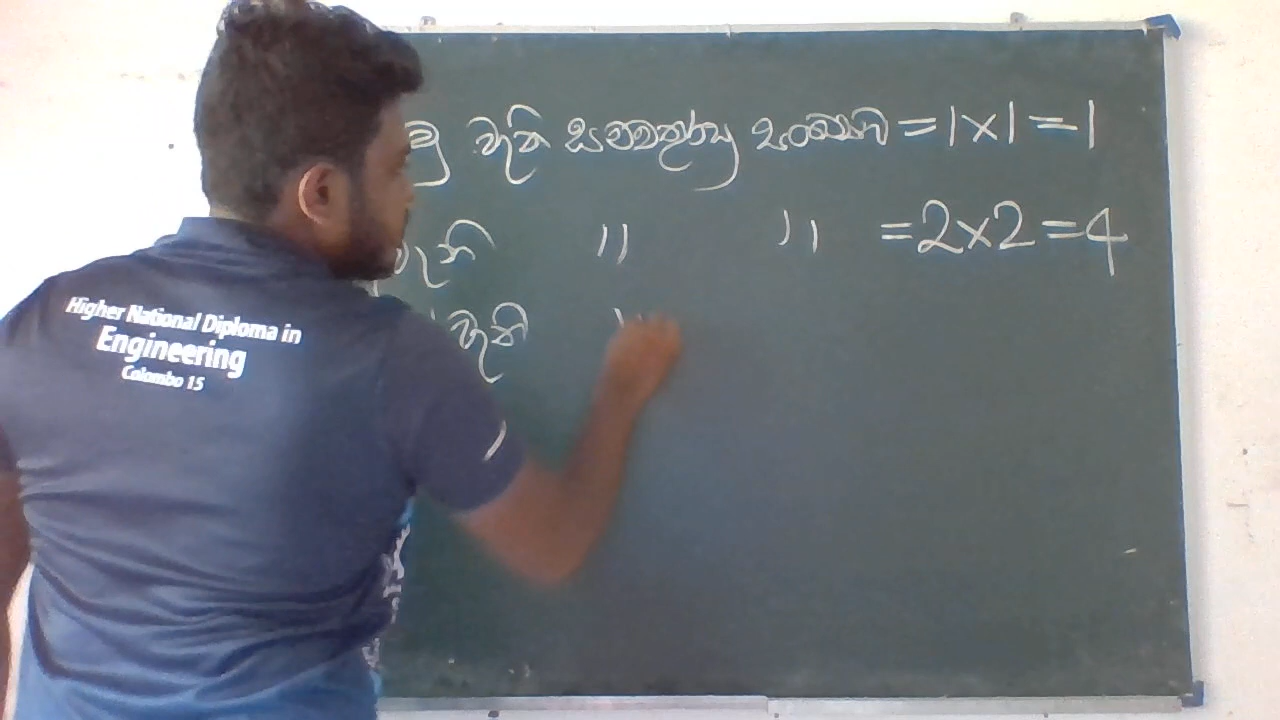 මු වැනි සමචතුරස්‍ර සංඛ්‍යාව = 1 × 1 = 1
වැනි " " = 2 × 2 = 4
වැනි "
Higher National Diploma in
Engineering
Colombo 15